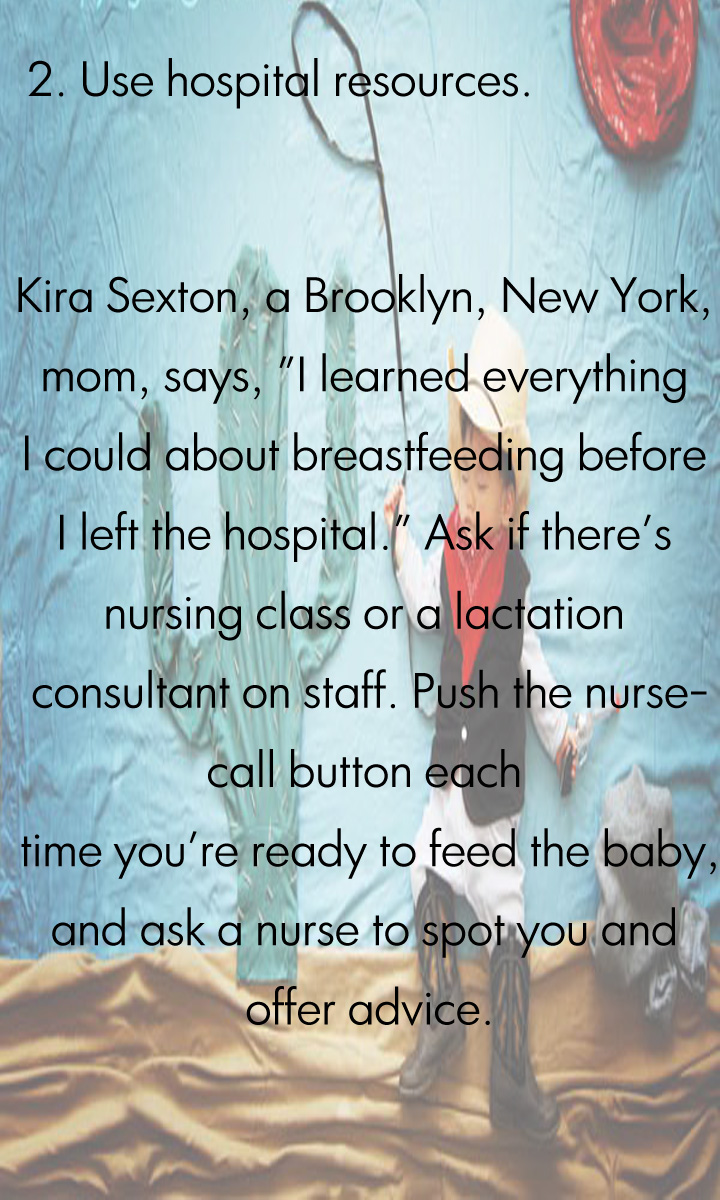 2. Use hospital resources.
Kira Sexton, a Brooklyn, New York,
mom, says, "I learned everything
I could about breastfeeding before
I left the hospital." Ask if there's
nursing class or a lactation
consultant on staff. Push the nurse-
call button each
time you're ready to feed the baby,
and ask a nurse to spot you and
offer advice.